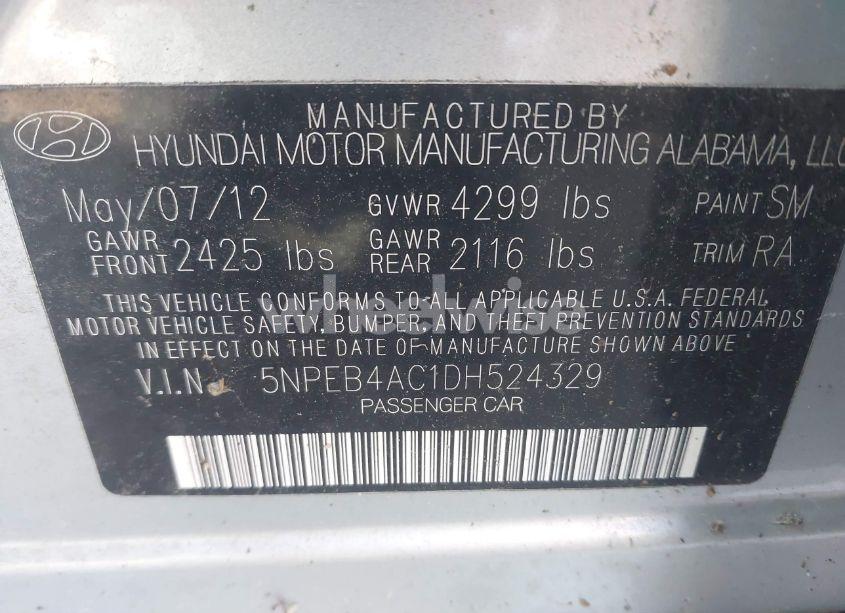 MANUFACTURED BY
HYUNDAI MOTOR MANUFACTURING ALABAMA, LLC
May/07/12 GVWR 4299 lbs PAINT SM
GAWR FRONT 2425 lbs GAWR REAR 2116 lbs TRIM RA
THIS VEHICLE CONFORMS TO ALL APPLICABLE U.S.A. FEDERAL
MOTOR VEHICLE SAFETY, BUMPER, AND THEFT PREVENTION STANDARDS
IN EFFECT ON THE DATE OF MANUFACTURE SHOWN ABOVE.
V.I.N. 5NPEB4AC1DH524329
PASSENGER CAR
wheelwise